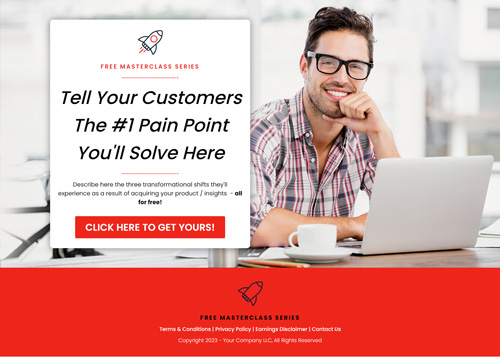 FREE MASTERCLASS SERIES
Tell Your Customers
The #1 Pain Point
You'll Solve Here
Describe here the three transformational shifts they'll
experience as a result of acquiring your product / insights - all
for free!
CLICK HERE TO GET YOURS!
FREE MASTERCLASS SERIES
Terms & Conditions | Privacy Policy | Earnings Disclaimer | Contact Us
Copyright 2023 - Your Company LLC, All Rights Reserved